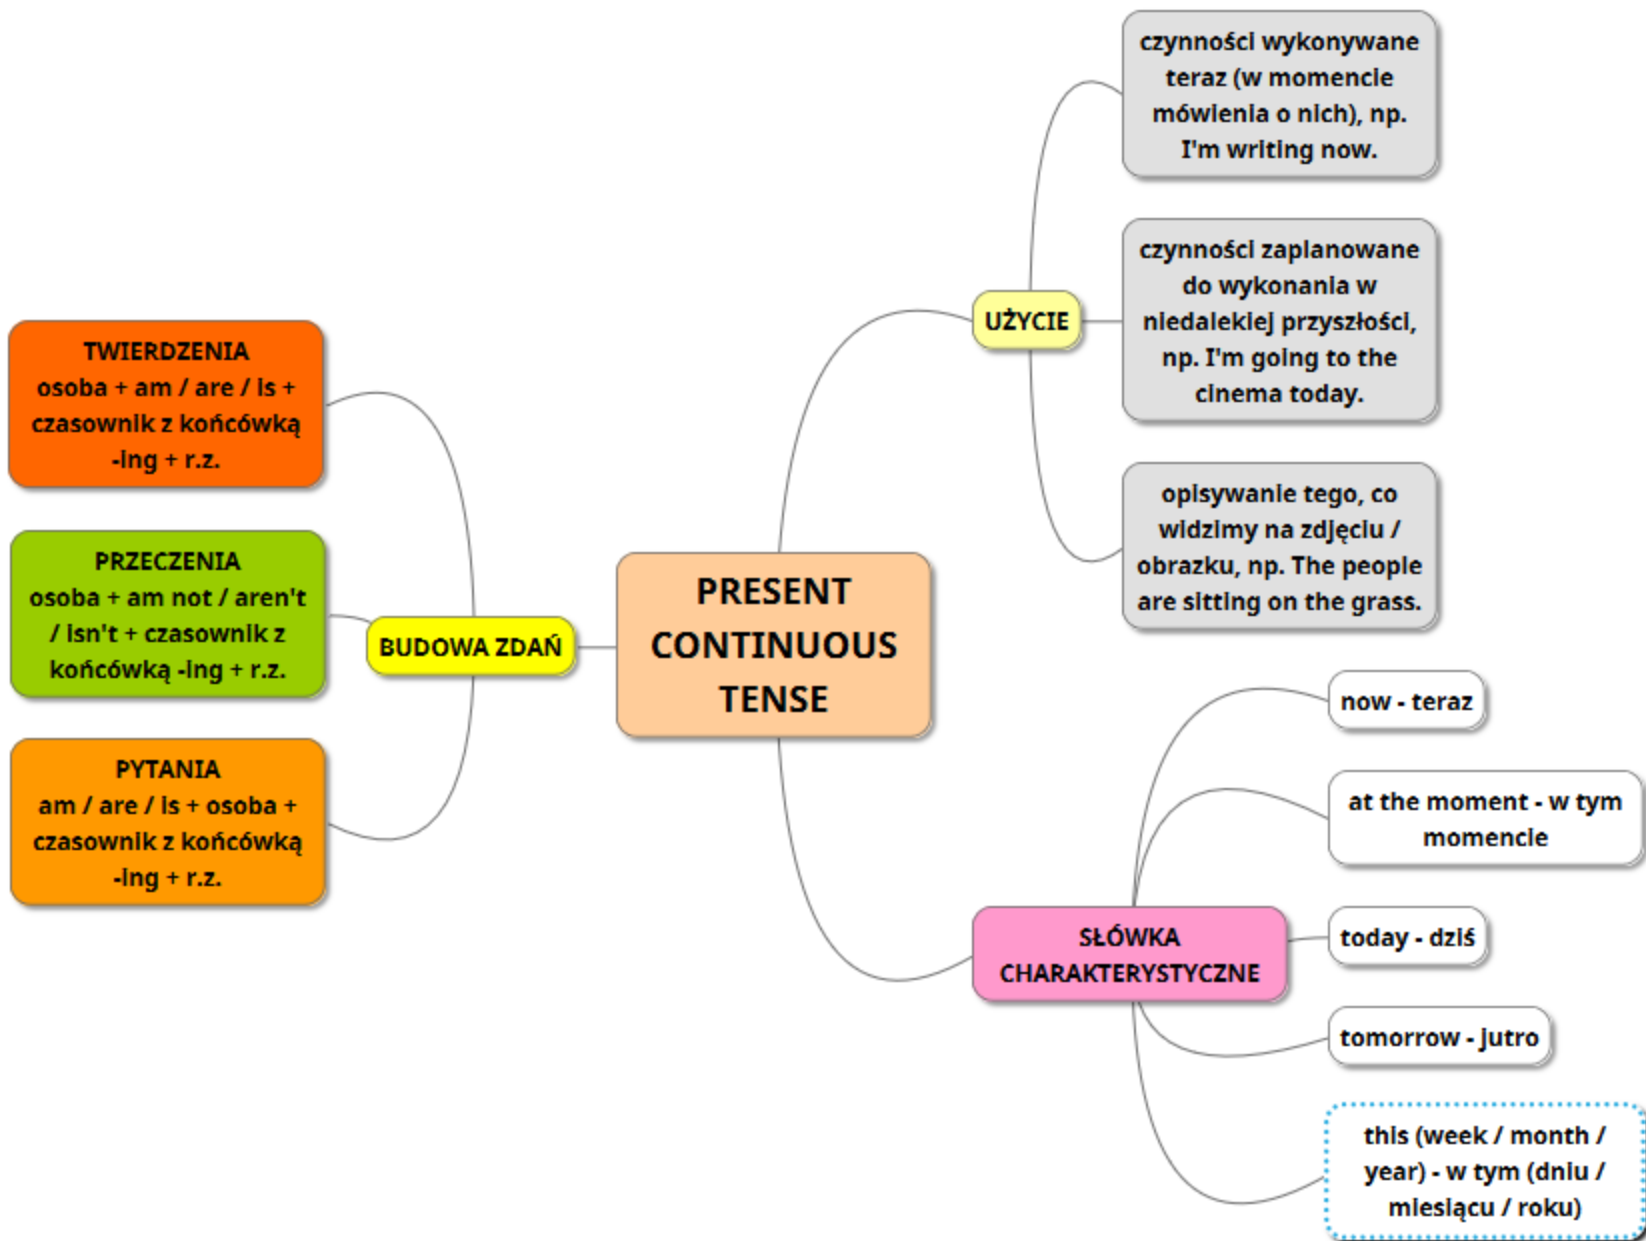 PRESENT
CONTINUOUS
TENSE
BUDOWA ZDAŃ
TWIERDZENIA
osoba + am / are / is +
czasownik z końcówką
-ing + r.z.
PRZECZENIA
osoba + am not / aren't
/ isn't + czasownik z
końcówką -ing + r.z.
PYTANIA
am / are / is + osoba +
czasownik z końcówką
-ing + r.z.
UŻYCIE
czynności wykonywane
teraz (w momencie
mówienia o nich), np.
I'm writing now.
czynności zaplanowane
do wykonania w
niedalekiej przyszłości,
np. I'm going to the
cinema today.
opisywanie tego, co
widzimy na zdjęciu /
obrazku, np. The people
are sitting on the grass.
SŁÓWKA
CHARAKTERYSTYCZNE
now - teraz
at the moment - w tym
momencie
today - dziś
tomorrow - jutro
this (week / month /
year) - w tym (dniu /
miesiącu / roku)